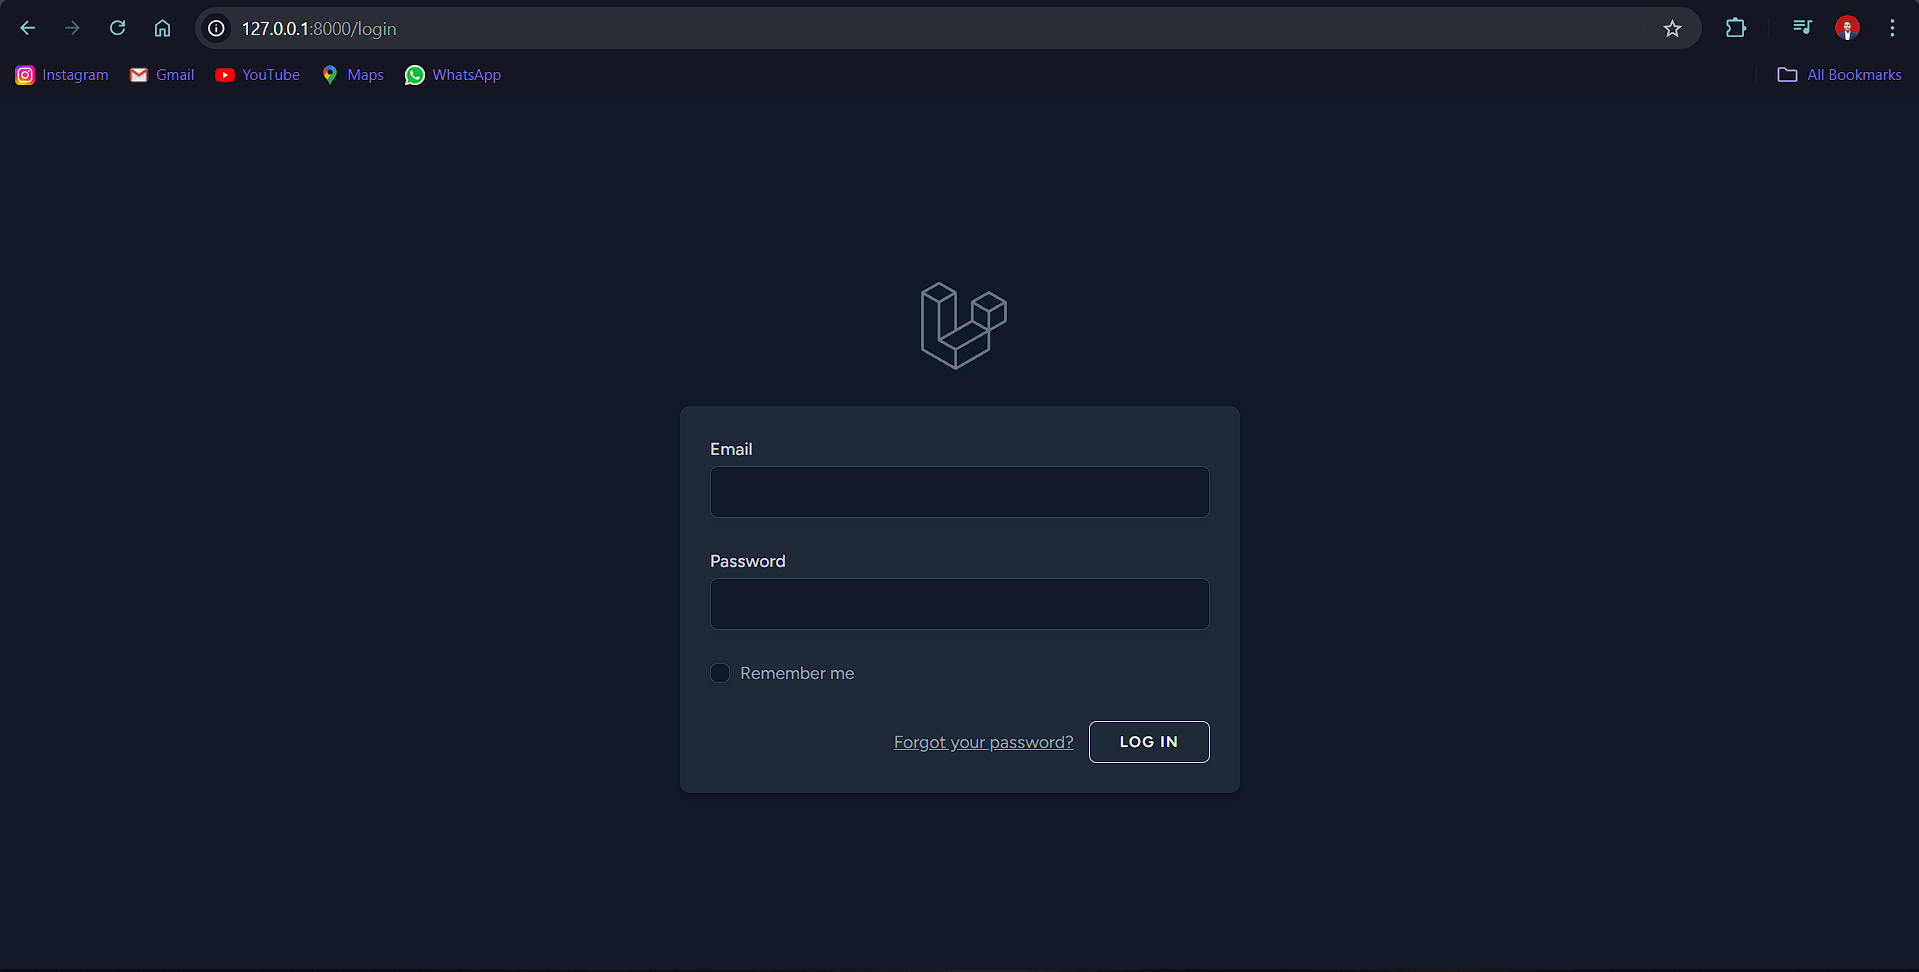 127.0.0.1:8000/login
Instagram Gmail YouTube Maps WhatsApp All Bookmarks
Email
Password
Remember me
Forgot your password? LOG IN